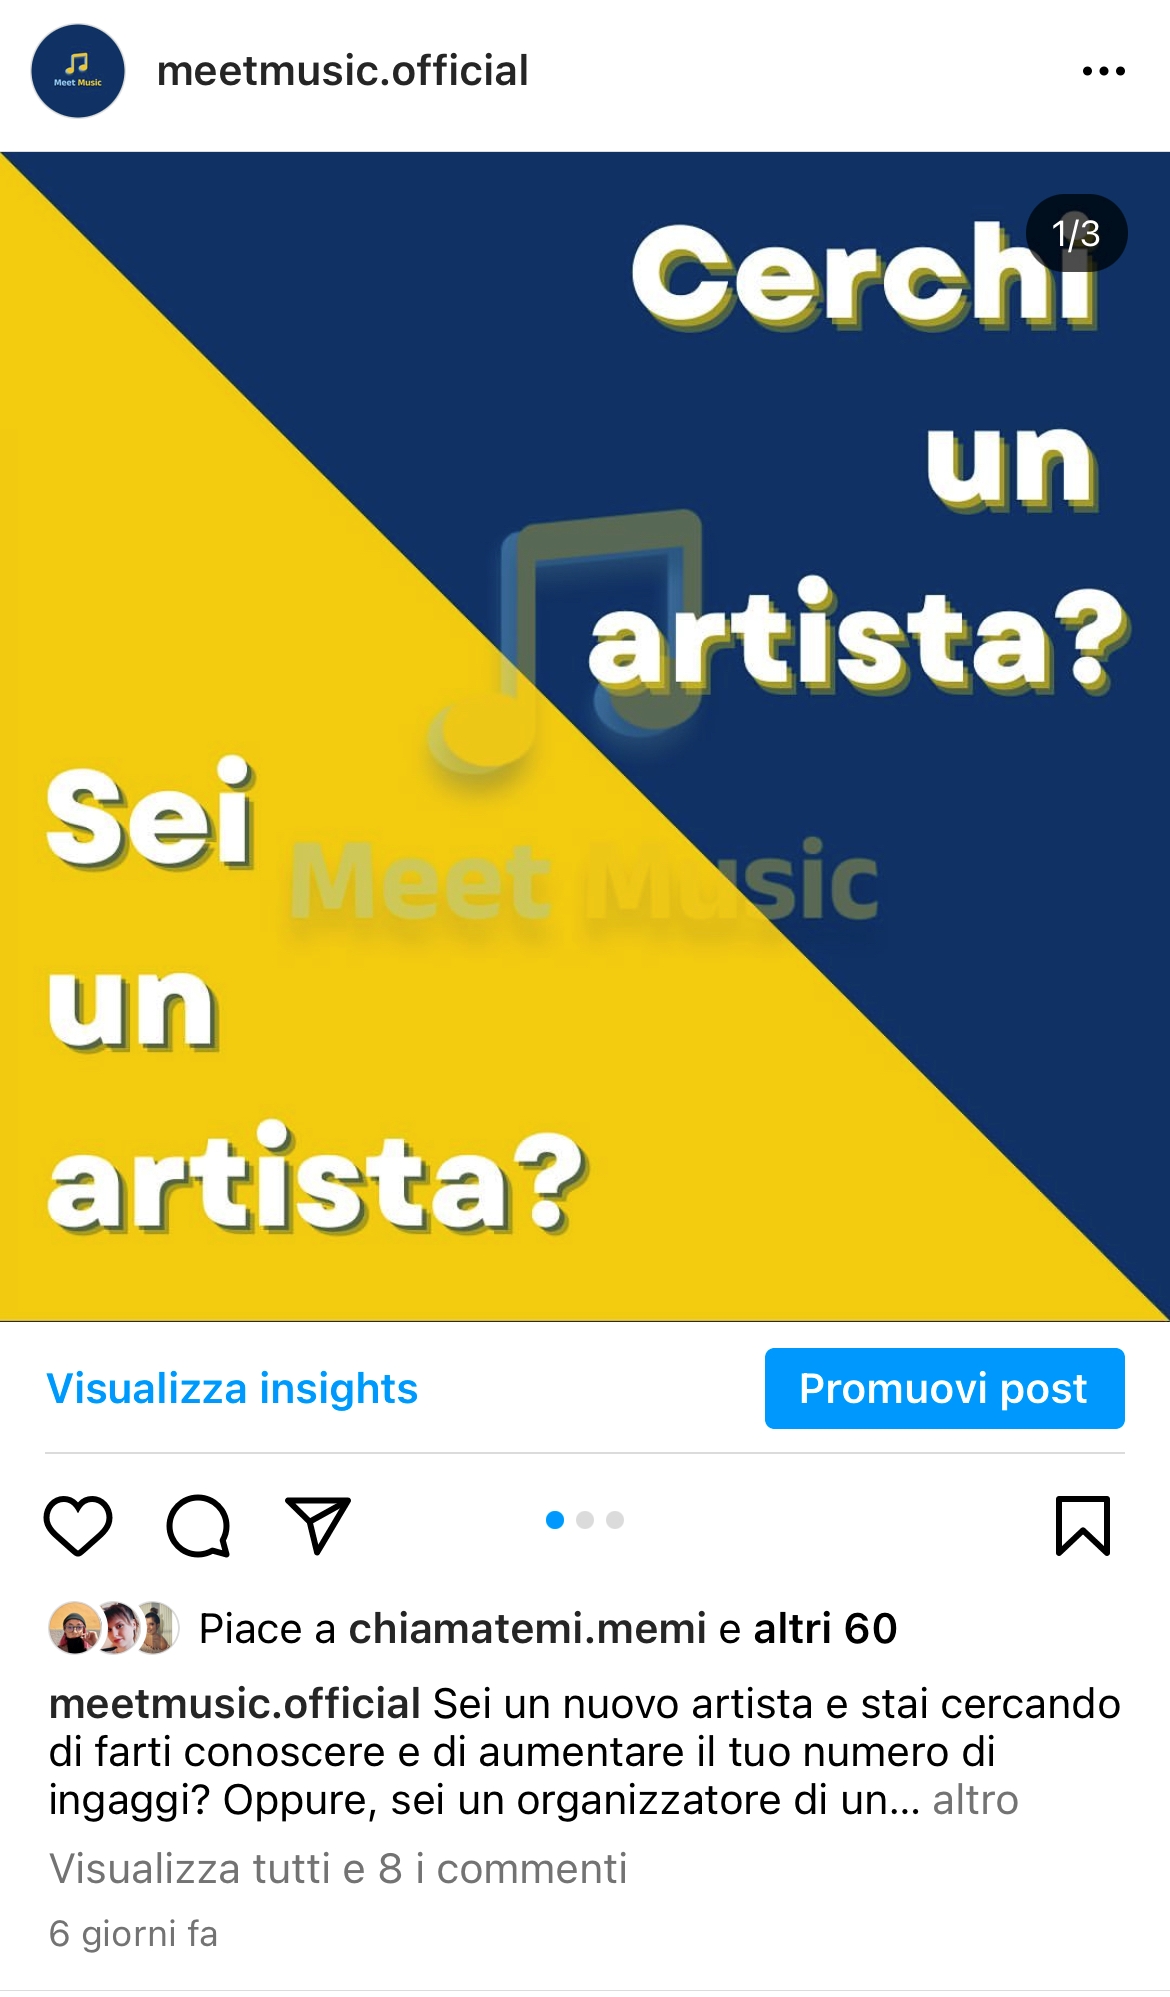 Meet Music
meetmusic.official
1/3
Cerchi
un
artista?
Sei
un
artista?
Meet Music
Visualizza insights
Promuovi post
Piace a chiamatemi.memi e altri 60
meetmusic.official Sei un nuovo artista e stai cercando
di farti conoscere e di aumentare il tuo numero di
ingaggi? Oppure, sei un organizzatore di un... altro
Visualizza tutti e 8 i commenti
6 giorni fa